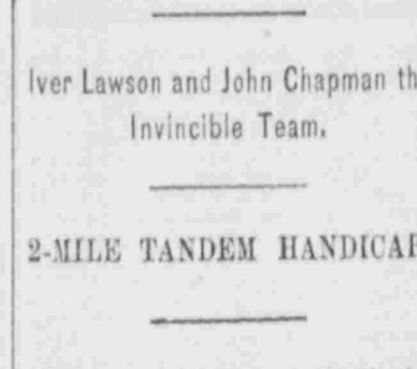 Iver Lawson and John Chapman th
Invincible Team.
2-MILE TANDEM HANDICAP